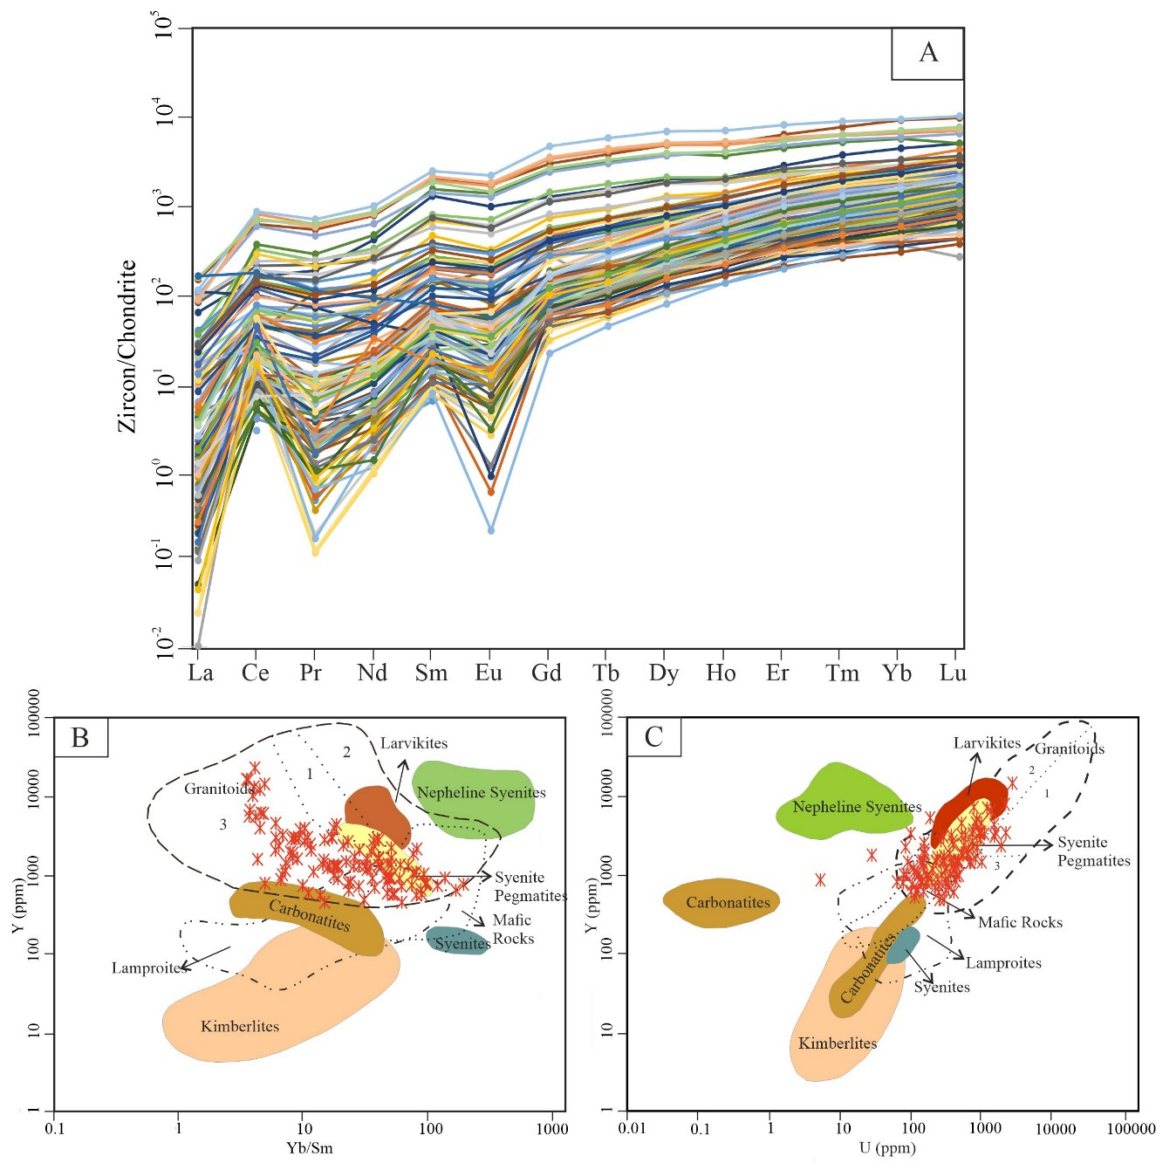 A
10^5
10^4
10^3
10^2
10^1
10^0
10^-1
10^-2
Zircon/Chondrite
La Ce Pr Nd Sm Eu Gd Tb Dy Ho Er Tm Yb Lu
B
Y (ppm)
100000
10000
1000
100
10
1
Larvikites
2
1
Granitoids
3
Nepheline Syenites
Syenite
Pegmatites
Carbonatites
Mafic
Rocks
Syenites
Lamproites
Kimberlites
0.1 1 10 100 1000
Yb/Sm
C
Y (ppm)
100000
10000
1000
100
10
1
Larvikites
Granitoids
2
1
Nepheline Syenites
Syenite
Pegmatites
3
Carbonatites
Mafic Rocks
Lamproites
Carbonatites
Syenites
Kimberlites
0.01 0.1 1 10 100 1000 10000 100000
U (ppm)